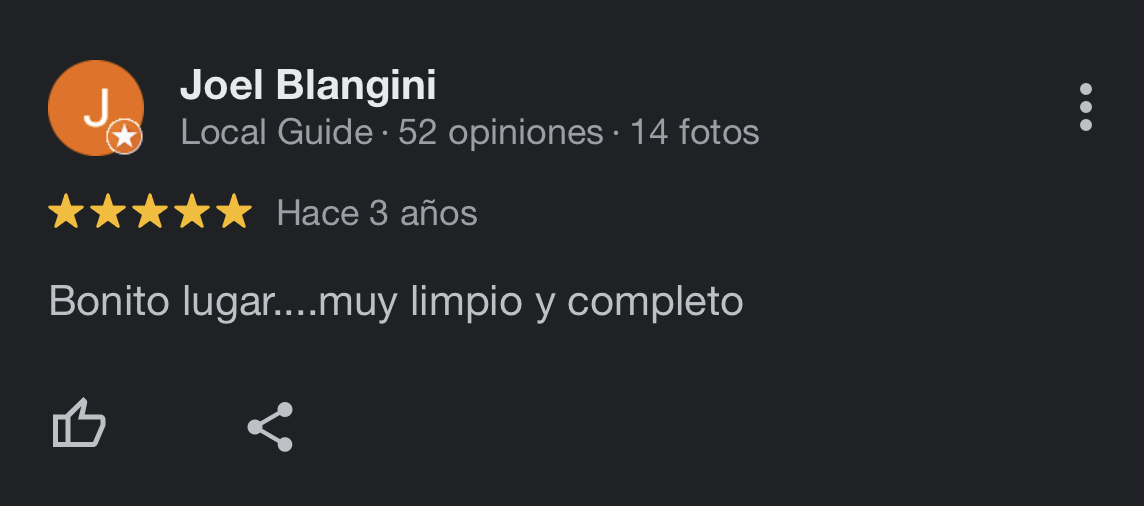 J
Joel Blangini
Local Guide · 52 opiniones · 14 fotos
Hace 3 años
Bonito lugar....muy limpio y completo